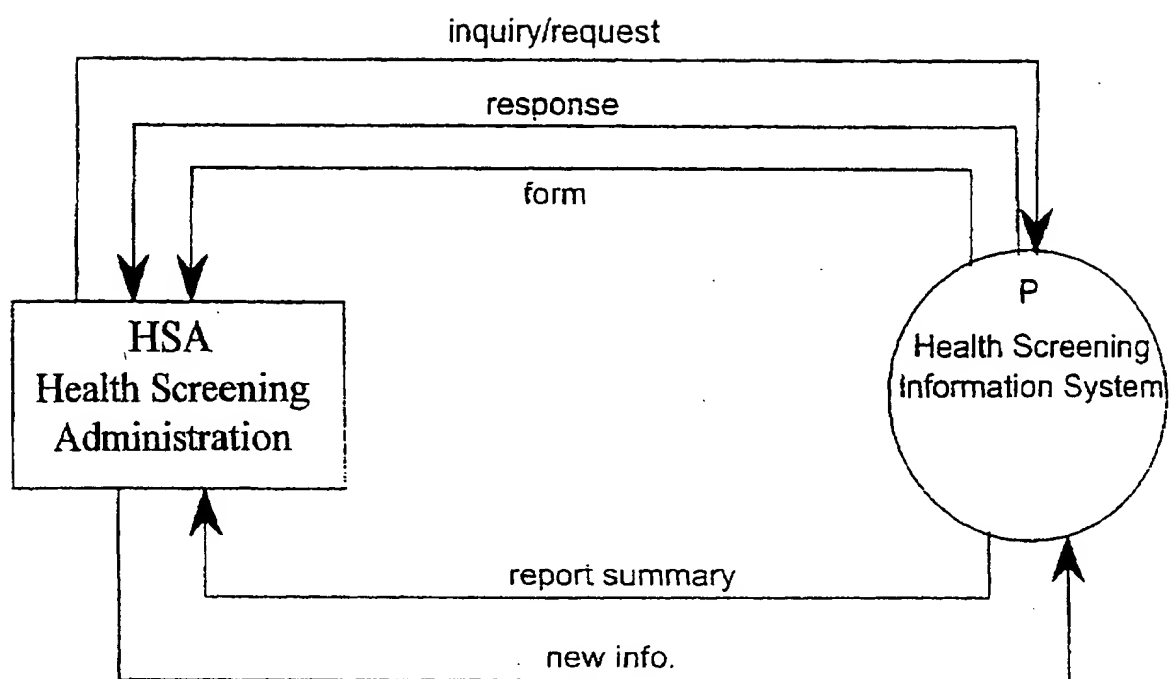 inquiry/request
response
form
HSA
Health Screening
Administration
P
Health Screening
Information System
report summary
new info.